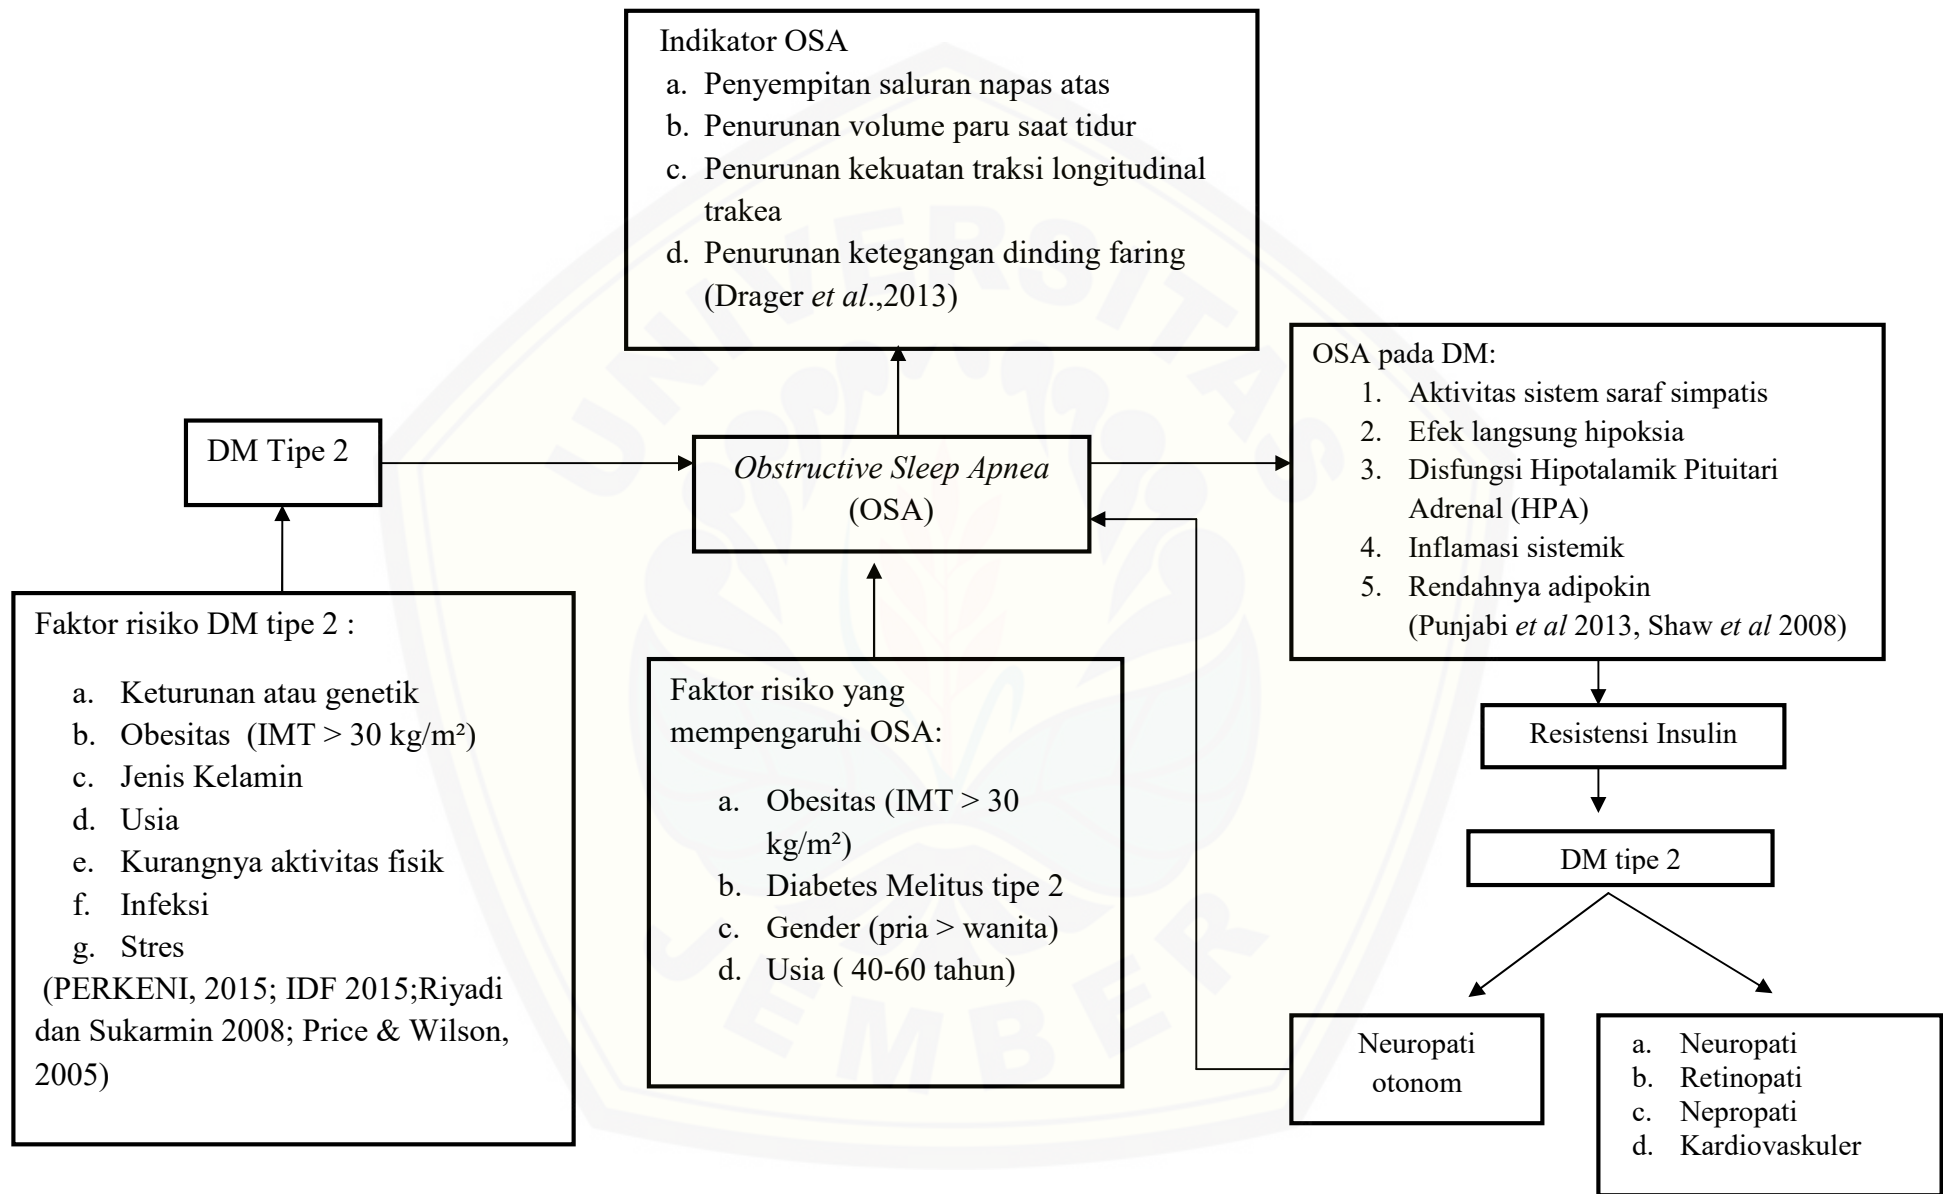 Indikator OSA
a. Penyempitan saluran napas atas
b. Penurunan volume paru saat tidur
c. Penurunan kekuatan traksi longitudinal
trakea
d. Penurunan ketegangan dinding faring
(Drager et al.,2013)
DM Tipe 2
Obstructive Sleep Apnea
(OSA)
OSA pada DM:
1. Aktivitas sistem saraf simpatis
2. Efek langsung hipoksia
3. Disfungsi Hipotalamik Pituitari
Adrenal (HPA)
4. Inflamasi sistemik
5. Rendahnya adipokin
(Punjabi et al 2013, Shaw et al 2008)
Faktor risiko DM tipe 2 :
a. Keturunan atau genetik
b. Obesitas (IMT > 30 kg/m²)
c. Jenis Kelamin
d. Usia
e. Kurangnya aktivitas fisik
f. Infeksi
g. Stres
(PERKENI, 2015; IDF 2015;Riyadi
dan Sukarmin 2008; Price & Wilson,
2005)
Faktor risiko yang
mempengaruhi OSA:
a. Obesitas (IMT > 30
kg/m²)
b. Diabetes Melitus tipe 2
c. Gender (pria > wanita)
d. Usia ( 40-60 tahun)
Resistensi Insulin
DM tipe 2
Neuropati
otonom
a. Neuropati
b. Retinopati
c. Nepropati
d. Kardiovaskuler
UNIVERSITAS
JEMBER